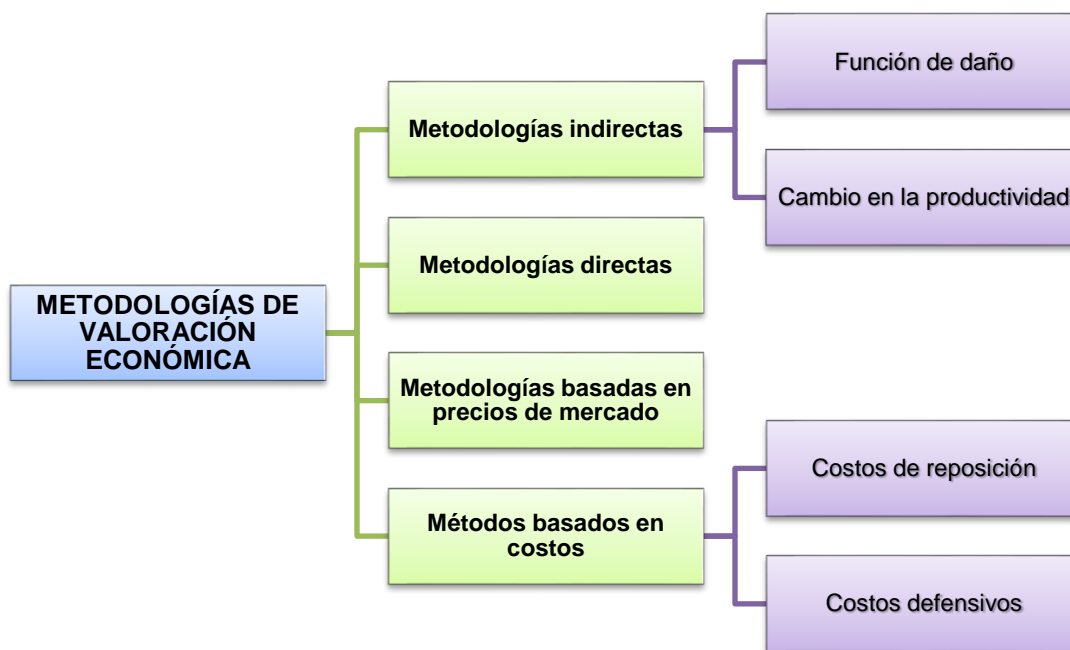 METODOLOGÍAS DE
VALORACIÓN
ECONÓMICA
Metodologías indirectas
Función de daño
Cambio en la productividad
Metodologías directas
Metodologías basadas en
precios de mercado
Métodos basados en
costos
Costos de reposición
Costos defensivos